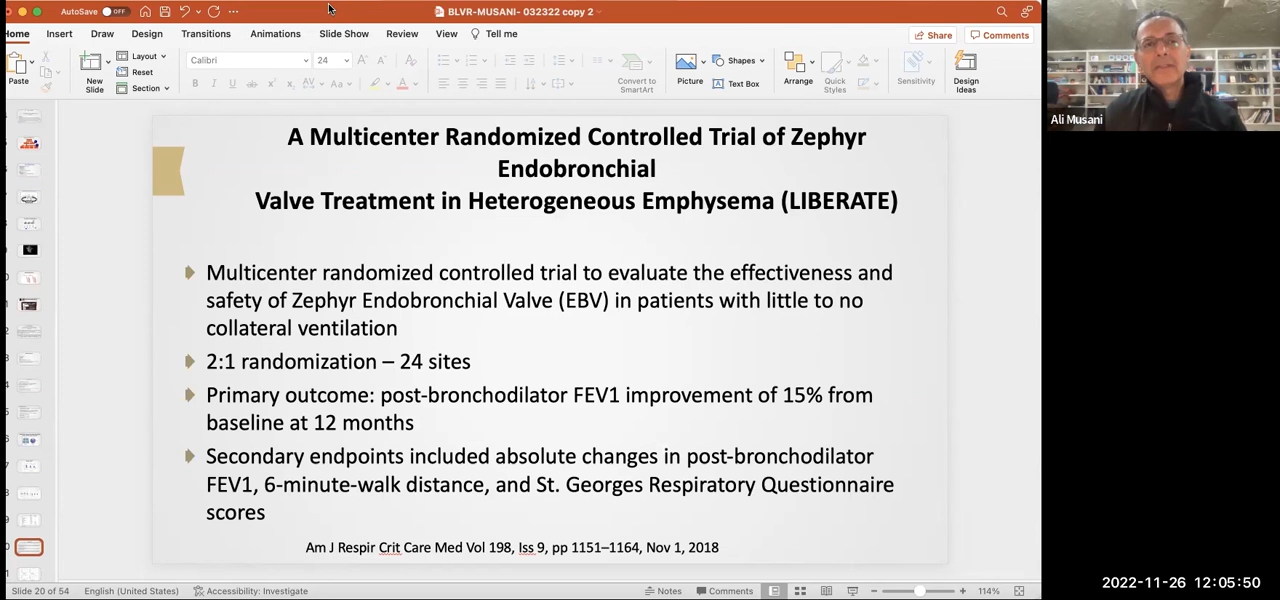 AutoSave OFF
BLVR-MUSANI- 032322 copy 2
Home Insert Draw Design Transitions Animations Slide Show Review View Tell me
Share Comments
Paste
New
Slide
Layout
Reset
Section
Calibri 24
Convert to
SmartArt
Picture
Shapes
Text Box
Arrange
Quick
Styles
Sensitivity
Design
Ideas
A Multicenter Randomized Controlled Trial of Zephyr
Endobronchial
Valve Treatment in Heterogeneous Emphysema (LIBERATE)
Multicenter randomized controlled trial to evaluate the effectiveness and
safety of Zephyr Endobronchial Valve (EBV) in patients with little to no
collateral ventilation
2:1 randomization – 24 sites
Primary outcome: post-bronchodilator FEV1 improvement of 15% from
baseline at 12 months
Secondary endpoints included absolute changes in post-bronchodilator
FEV1, 6-minute-walk distance, and St. Georges Respiratory Questionnaire
scores
Am J Respir Crit Care Med Vol 198, Iss 9, pp 1151–1164, Nov 1, 2018
Slide 20 of 54 English (United States) Accessibility: Investigate
Notes Comments 114%
Ali Musani
2022-11-26 12:05:50